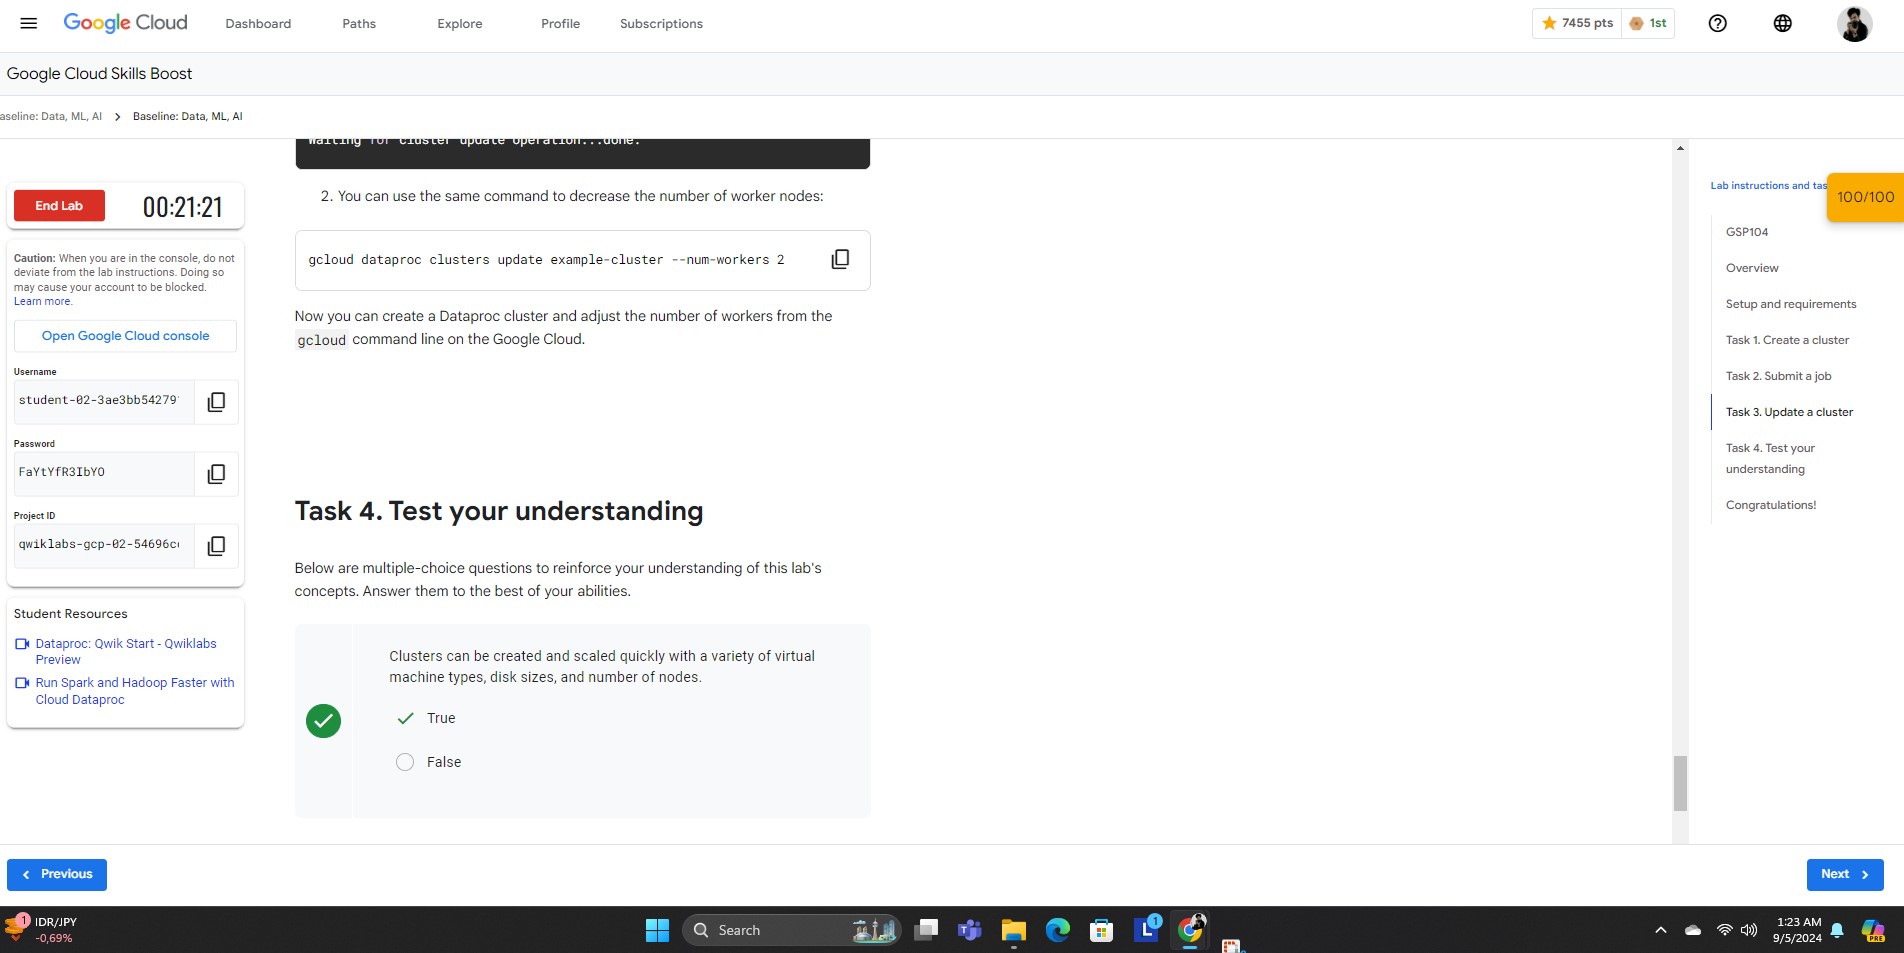 Google Cloud
Dashboard
Paths
Explore
Profile
Subscriptions
7455 pts
1st
Google Cloud Skills Boost
aseline: Data, ML, AI
Baseline: Data, ML, AI
End Lab
00:21:21
Caution: When you are in the console, do not
deviate from the lab instructions. Doing so
may cause your account to be blocked.
Learn more.
Open Google Cloud console
Username
student-02-3ae3bb54279
Password
FaYtYfR3IbYO
Project ID
qwiklabs-gcp-02-54696c
Student Resources
Dataproc: Qwik Start - Qwiklabs
Preview
Run Spark and Hadoop Faster with
Cloud Dataproc
Waiting for cluster update operation...done.
2. You can use the same command to decrease the number of worker nodes:
gcloud dataproc clusters update example-cluster --num-workers 2
Now you can create a Dataproc cluster and adjust the number of workers from the
gcloud command line on the Google Cloud.
Task 4. Test your understanding
Below are multiple-choice questions to reinforce your understanding of this lab's
concepts. Answer them to the best of your abilities.
Clusters can be created and scaled quickly with a variety of virtual
machine types, disk sizes, and number of nodes.
True
False
Lab instructions and tas
100/100
GSP104
Overview
Setup and requirements
Task 1. Create a cluster
Task 2. Submit a job
Task 3. Update a cluster
Task 4. Test your
understanding
Congratulations!
Previous
Next
1
IDR/JPY
-0,69%
Search
L
1
1:23 AM
9/5/2024
PRE